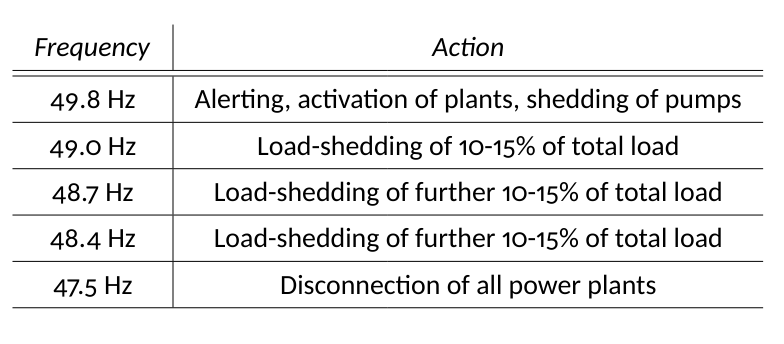 Frequency Action
49.8 Hz Alerting, activation of plants, shedding of pumps
49.0 Hz Load-shedding of 10-15% of total load
48.7 Hz Load-shedding of further 10-15% of total load
48.4 Hz Load-shedding of further 10-15% of total load
47.5 Hz Disconnection of all power plants